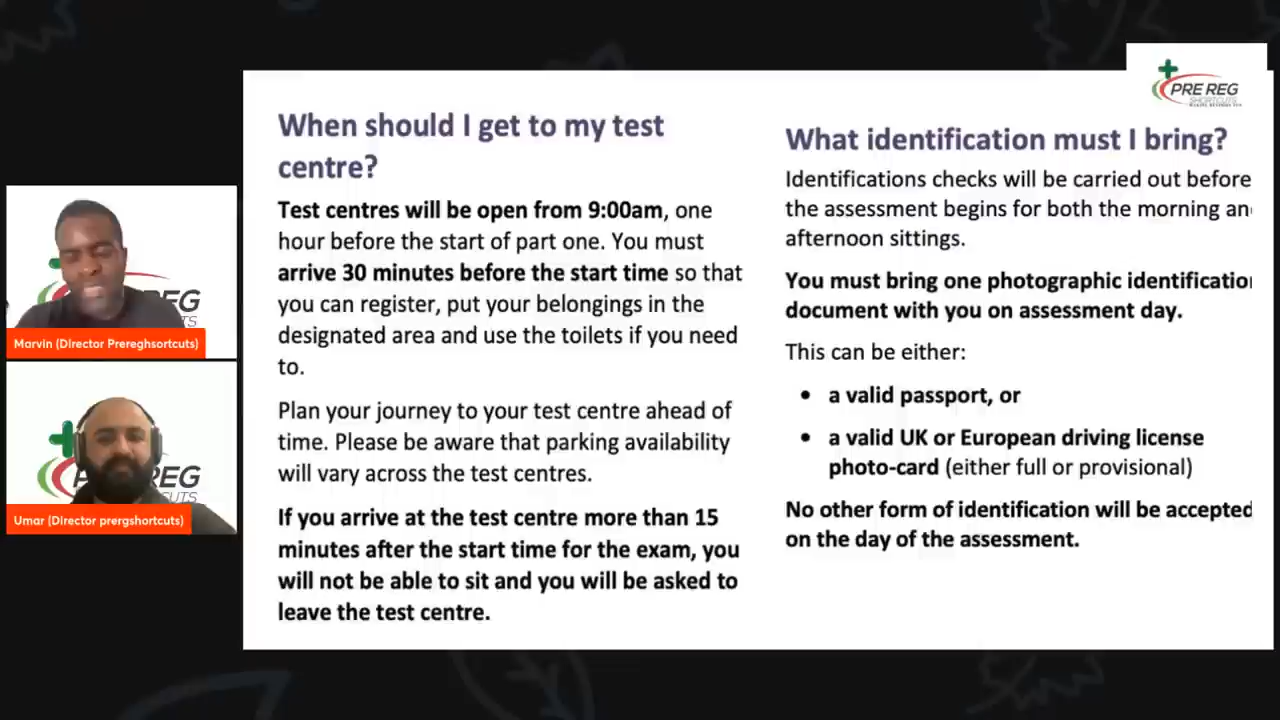 PRE REG
SHORTCUTS
When should I get to my test
centre?
Test centres will be open from 9:00am, one
hour before the start of part one. You must
arrive 30 minutes before the start time so that
you can register, put your belongings in the
designated area and use the toilets if you need
to.
Plan your journey to your test centre ahead of
time. Please be aware that parking availability
will vary across the test centres.
If you arrive at the test centre more than 15
minutes after the start time for the exam, you
will not be able to sit and you will be asked to
leave the test centre.
What identification must I bring?
Identifications checks will be carried out before
the assessment begins for both the morning an
afternoon sittings.
You must bring one photographic identificatio
document with you on assessment day.
This can be either:
• a valid passport, or
• a valid UK or European driving license
photo-card (either full or provisional)
No other form of identification will be accepted
on the day of the assessment.
Marvin (Director Prereghsortcuts)
Umar (Director prergshortcuts)